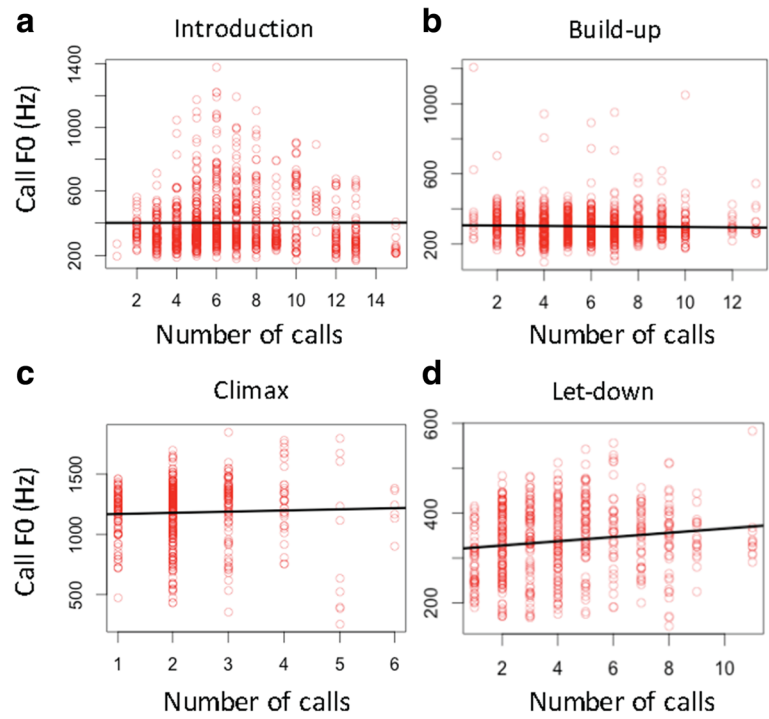 a Introduction
Call F0 (Hz)
1400
1000
600
200
2 4 6 8 10 12 14
Number of calls
b Build-up
1000
600
200
2 4 6 8 10 12
Number of calls
c Climax
Call F0 (Hz)
1500
1000
500
1 2 3 4 5 6
Number of calls
d Let-down
600
400
200
2 4 6 8 10
Number of calls